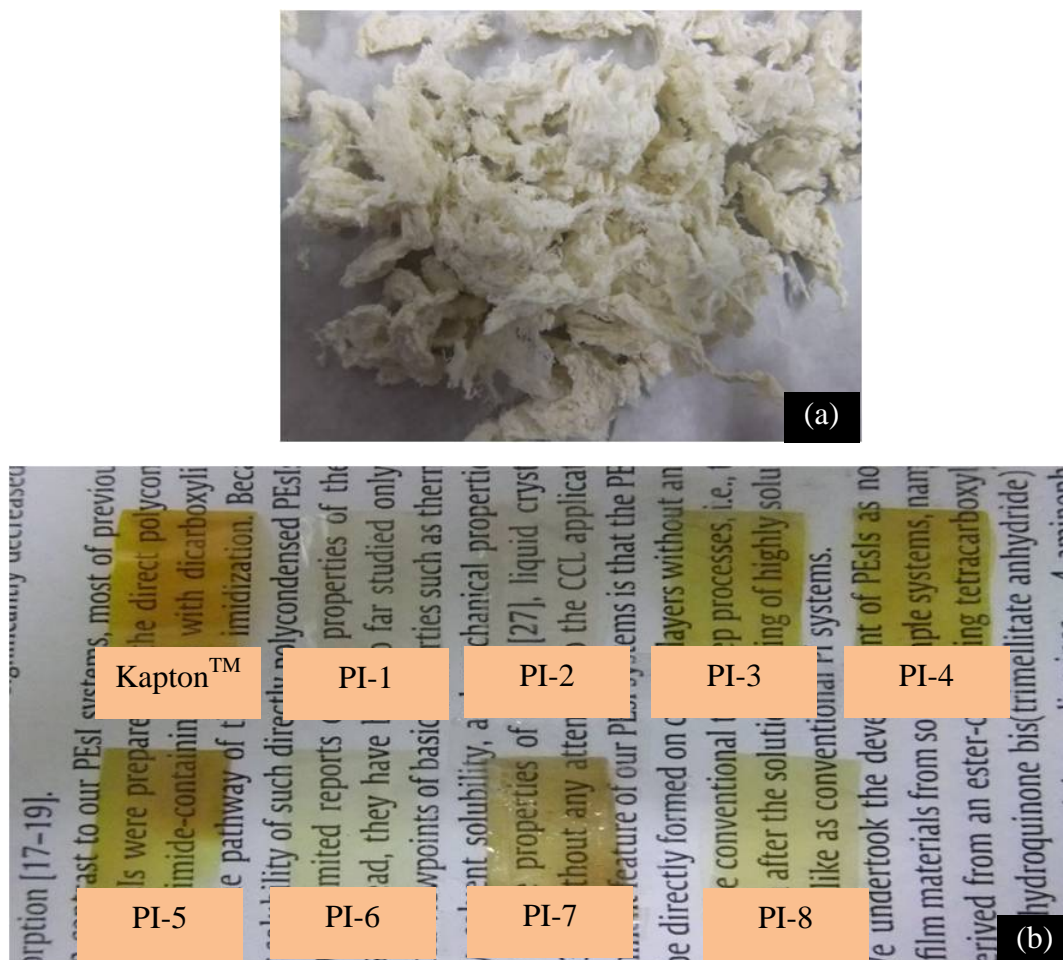 (a)
decreased
orption [17–19].
ast to our PEsI systems, most of previou
ls were prepare the direct polycon
imide-containin with dicarboxyli
e pathway of t imidization. Beca
bility of such directly polycondensed PEsIs
mited reports properties of the
ad, they have o far studied only
wpoints of basic rties such as therm
solubility, a chanical properti
properties of [27], liquid cryst
thout any atten o the CCL applicat
feature of our PEsI systems is that the PE
be directly formed on c layers without an
e conventional t ep processes, i.e., t
after the solutio ing of highly solu
like as conventional PI systems.
e undertook the deve nt of PEsIs as no
film materials from so ple systems, nam
erived from an ester-c ing tetracarboxyl
hydroquinone bis(trimellitate anhydride)
Kapton™ PI-1 PI-2 PI-3 PI-4
PI-5 PI-6 PI-7 PI-8
(b)